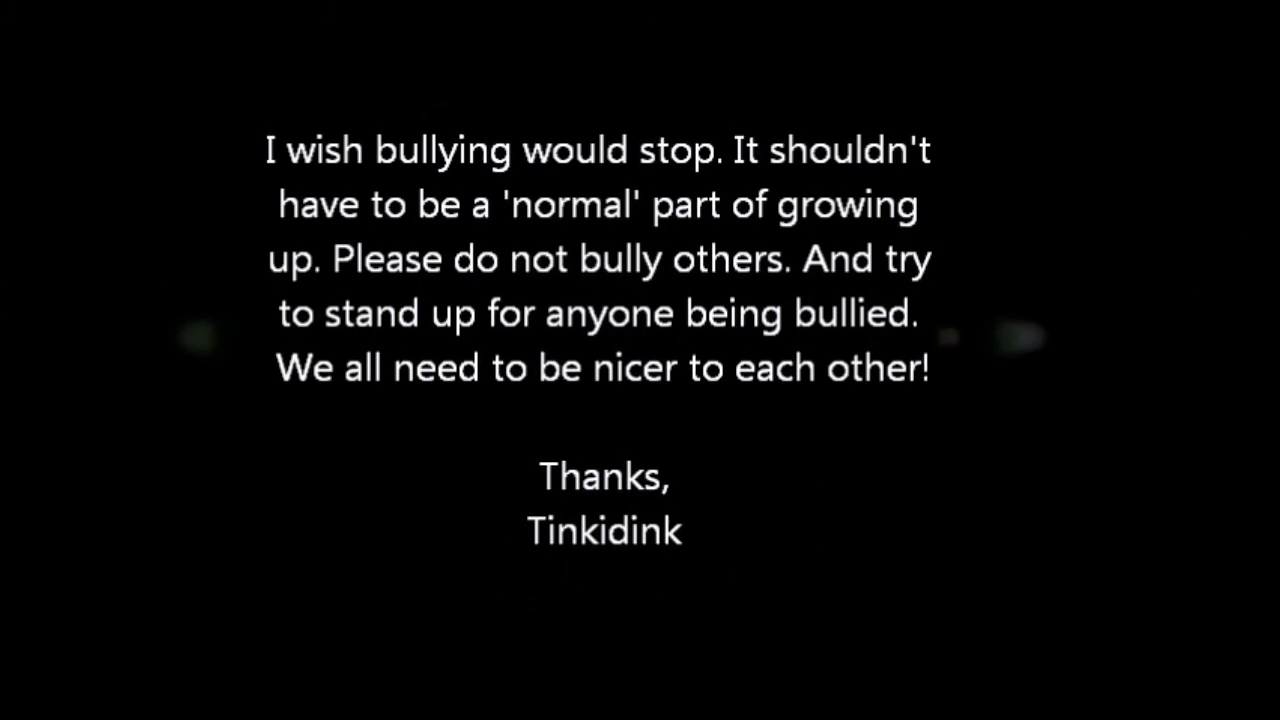 I wish bullying would stop. It shouldn't
have to be a 'normal' part of growing
up. Please do not bully others. And try
to stand up for anyone being bullied.
We all need to be nicer to each other!
Thanks,
Tinkidink